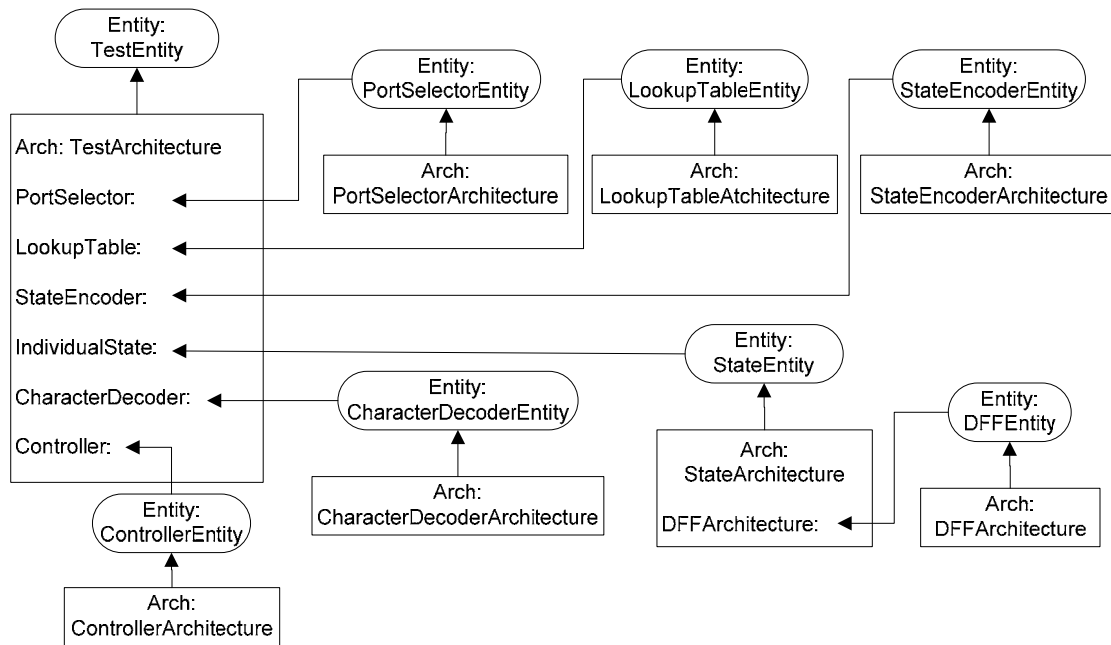 Entity:
TestEntity
Arch: TestArchitecture
PortSelector:
LookupTable:
StateEncoder:
IndividualState:
CharacterDecoder:
Controller:
Entity:
PortSelectorEntity
Arch:
PortSelectorArchitecture
Entity:
LookupTableEntity
Arch:
LookupTableAtchitecture
Entity:
StateEncoderEntity
Arch:
StateEncoderArchitecture
Entity:
StateEntity
Arch:
StateArchitecture
DFFArchitecture:
Entity:
DFFEntity
Arch:
DFFArchitecture
Entity:
CharacterDecoderEntity
Arch:
CharacterDecoderArchitecture
Entity:
ControllerEntity
Arch:
ControllerArchitecture